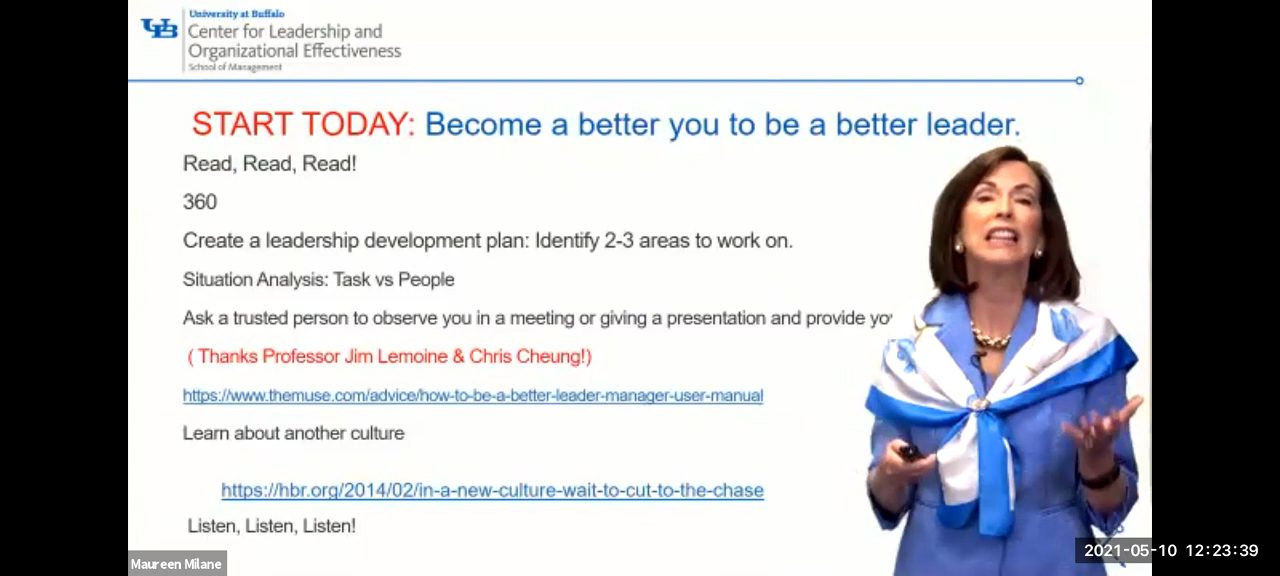 University at Buffalo
UB
Center for Leadership and
Organizational Effectiveness
School of Management
START TODAY: Become a better you to be a better leader.
Read, Read, Read!
360
Create a leadership development plan: Identify 2-3 areas to work on.
Situation Analysis: Task vs People
Ask a trusted person to observe you in a meeting or giving a presentation and provide
( Thanks Professor Jim Lemoine & Chris Cheung!)
https://www.themuse.com/advice/how-to-be-a-better-leader-manager-user-manual
Learn about another culture
https://hbr.org/2014/02/in-a-new-culture-wait-to-cut-to-the-chase
Listen, Listen, Listen!
Maureen Milane
2021-05-10 12:23:39